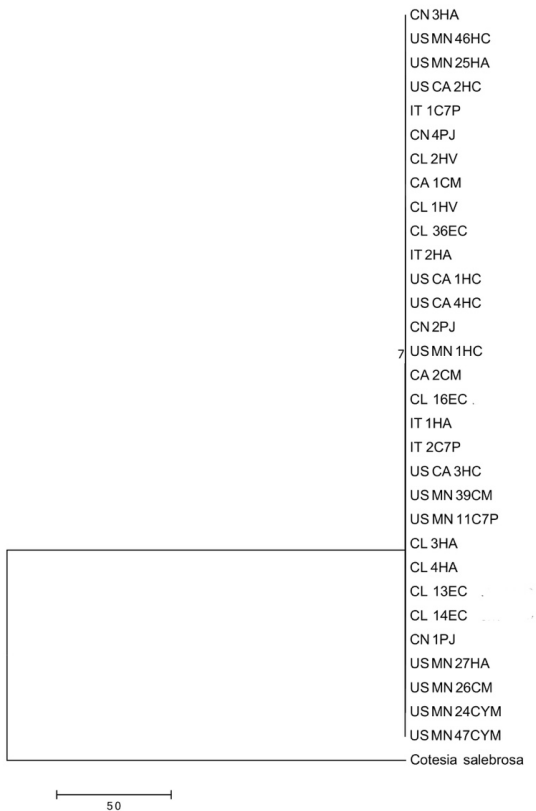 CN 3HA
US MN 46HC
US MN 25HA
US CA 2HC
IT 1C7P
CN 4PJ
CL 2HV
CA 1CM
CL 1HV
CL 36EC
IT 2HA
US CA 1HC
US CA 4HC
CN 2PJ
7 US MN 1HC
CA 2CM
CL 16EC
IT 1HA
IT 2C7P
US CA 3HC
US MN 39CM
US MN 11C7P
CL 3HA
CL 4HA
CL 13EC
CL 14EC
CN 1PJ
US MN 27HA
US MN 26CM
US MN 24CYM
US MN 47CYM
Cotesia salebrosa
50